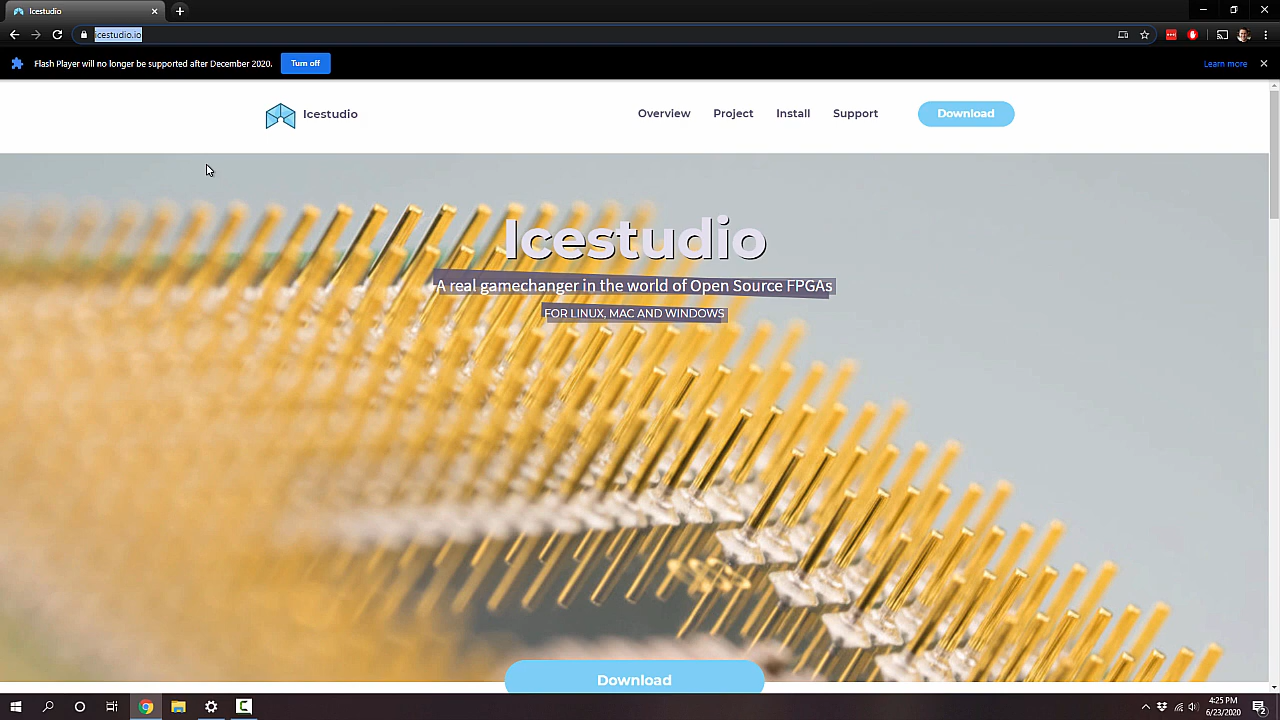 Icestudio
icestudio.io
Flash Player will no longer be supported after December 2020. Turn off Learn more
Icestudio Overview Project Install Support Download
Icestudio
A real gamechanger in the world of Open Source FPGAs
FOR LINUX, MAC AND WINDOWS
Download
4:25 PM
6/23/2020